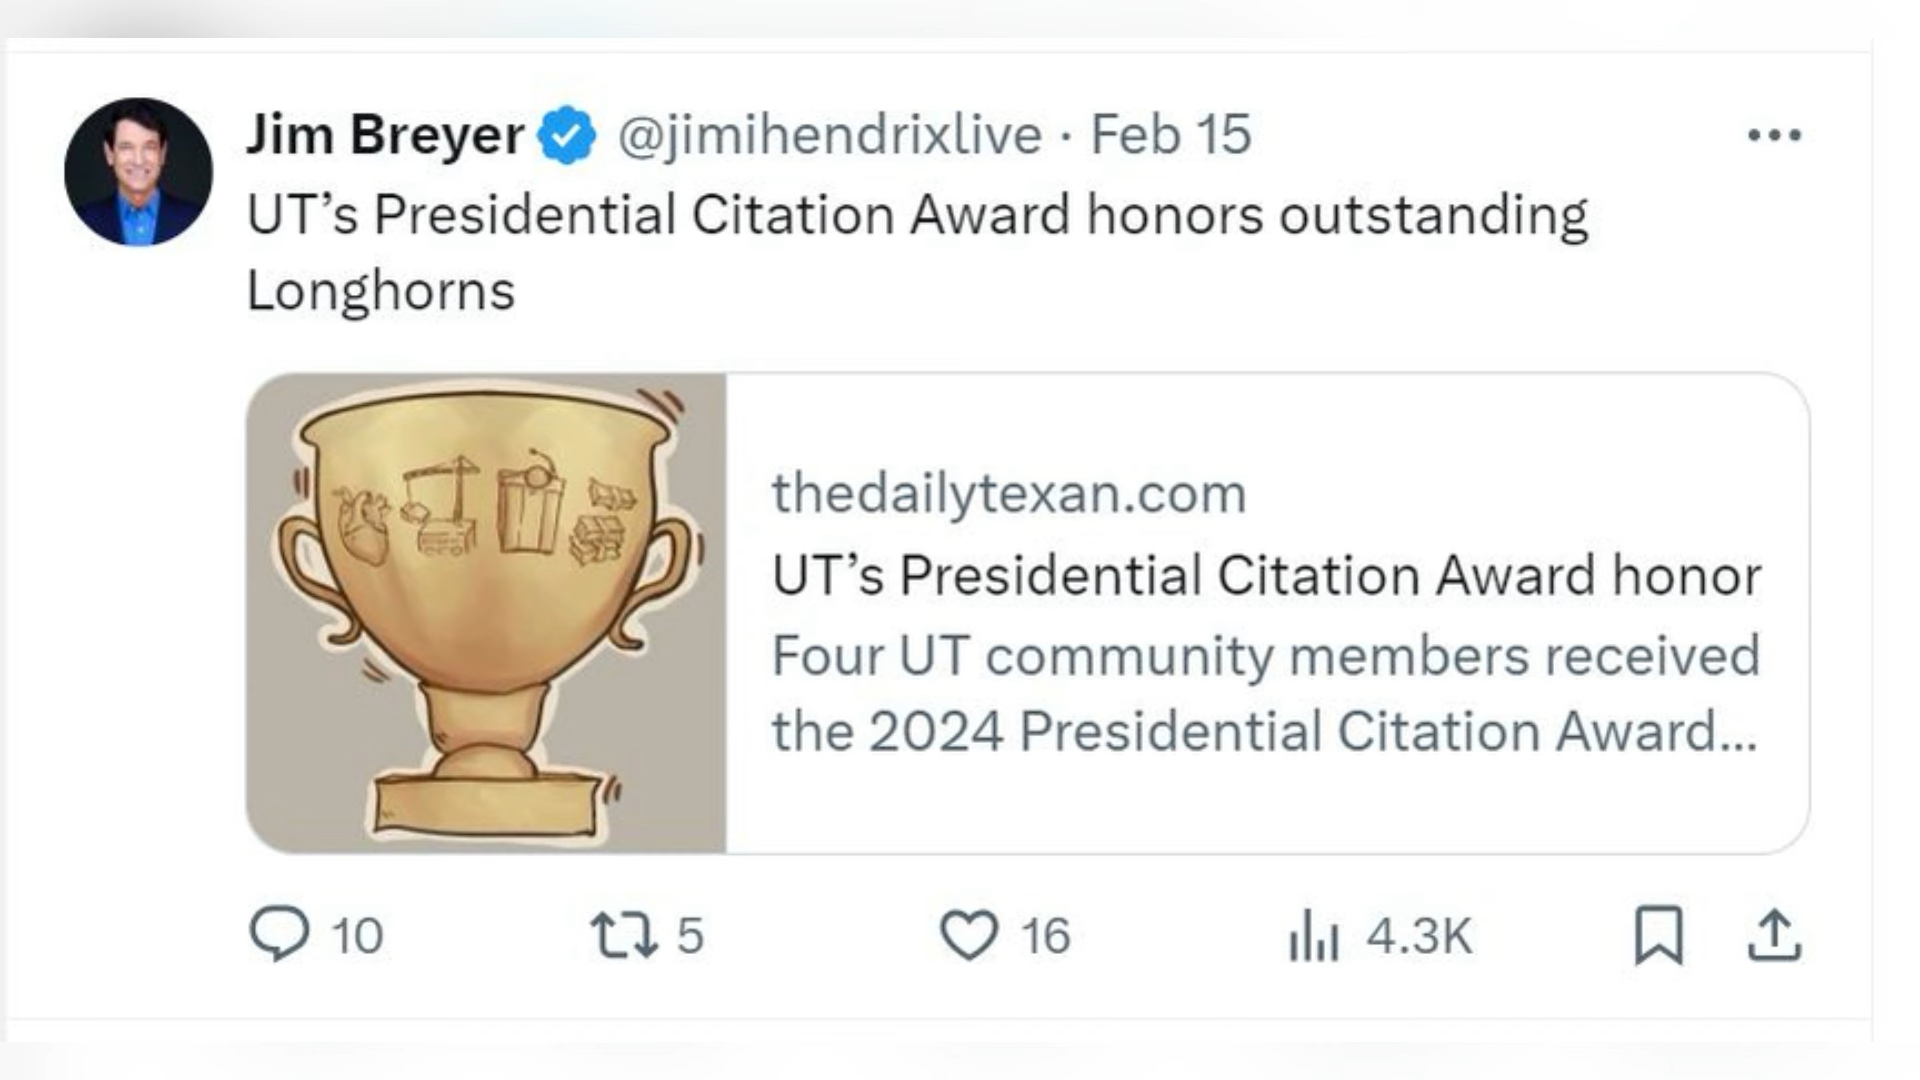 Jim Breyer @jimihendrixlive · Feb 15
UT’s Presidential Citation Award honors outstanding
Longhorns
thedailytexan.com
UT’s Presidential Citation Award honor
Four UT community members received
the 2024 Presidential Citation Award...
10 5 16 4.3K